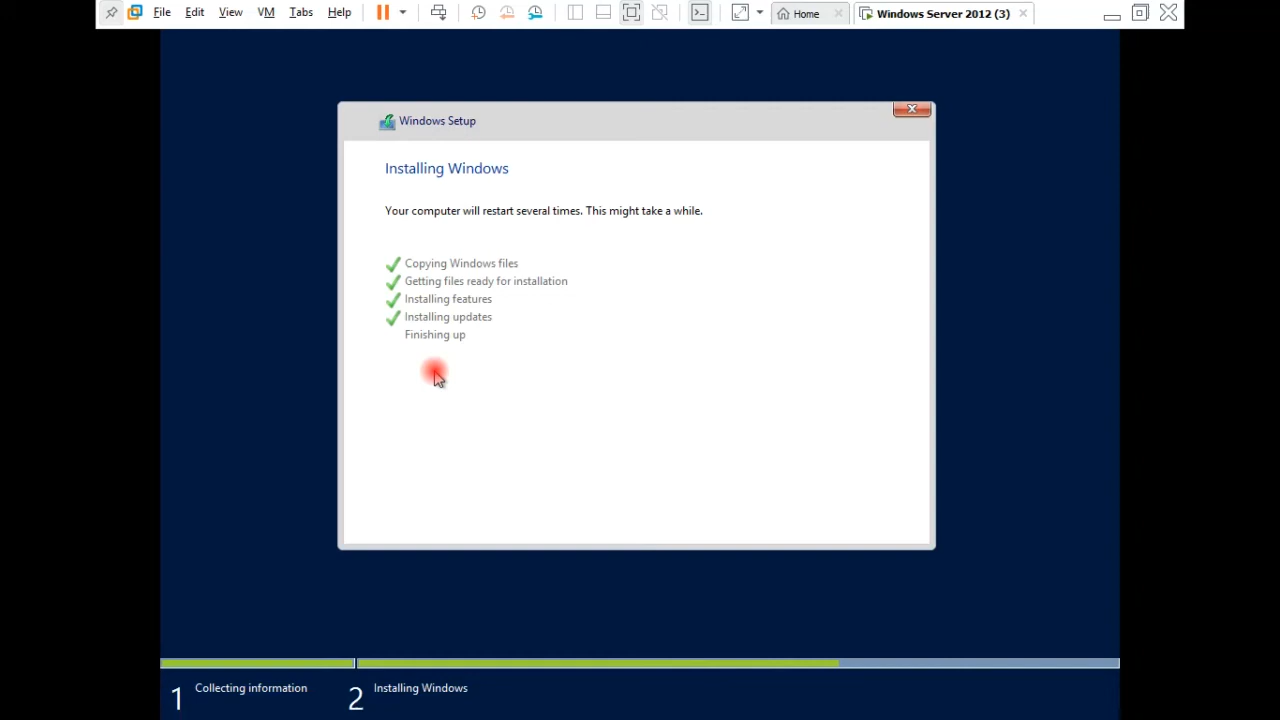 File Edit View VM Tabs Help Home Windows Server 2012 (3)
Windows Setup
Installing Windows
Your computer will restart several times. This might take a while.
Copying Windows files
Getting files ready for installation
Installing features
Installing updates
Finishing up
1 Collecting information 2 Installing Windows